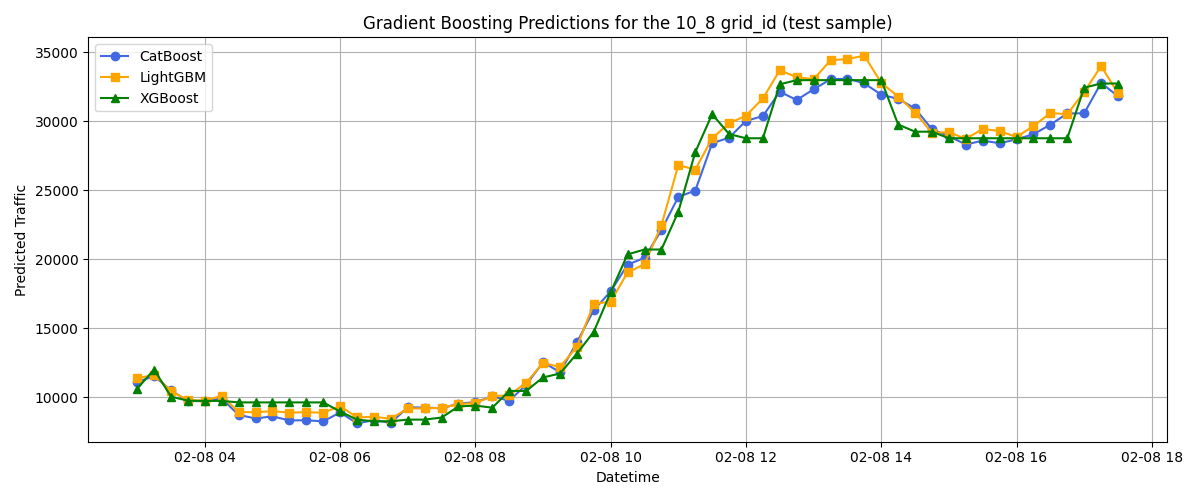 Gradient Boosting Predictions for the 10_8 grid_id (test sample)
CatBoost
LightGBM
XGBoost
35000
30000
25000
20000
15000
10000
Predicted Traffic
02-08 04
02-08 06
02-08 08
02-08 10
02-08 12
02-08 14
02-08 16
02-08 18
Datetime